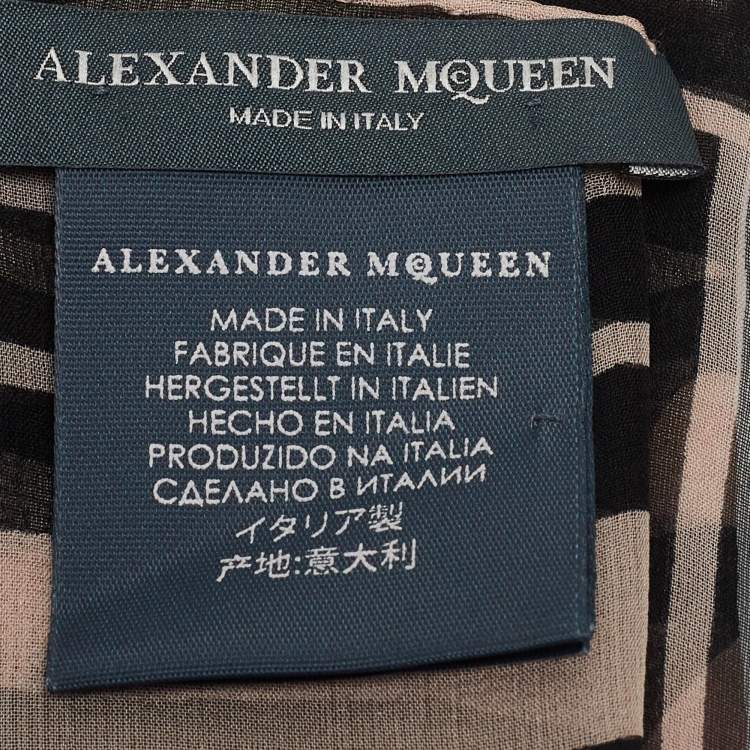 ALEXANDER MQUEEN
MADE IN ITALY
ALEXANDER MQUEEN
MADE IN ITALY
FABRIQUE EN ITALIE
HERGESTELLT IN ITALIEN
HECHO EN ITALIA
PRODUZIDO NA ITALIA
СДЕЛАНО В ИТАЛИИ
イタリア製
产地:意大利